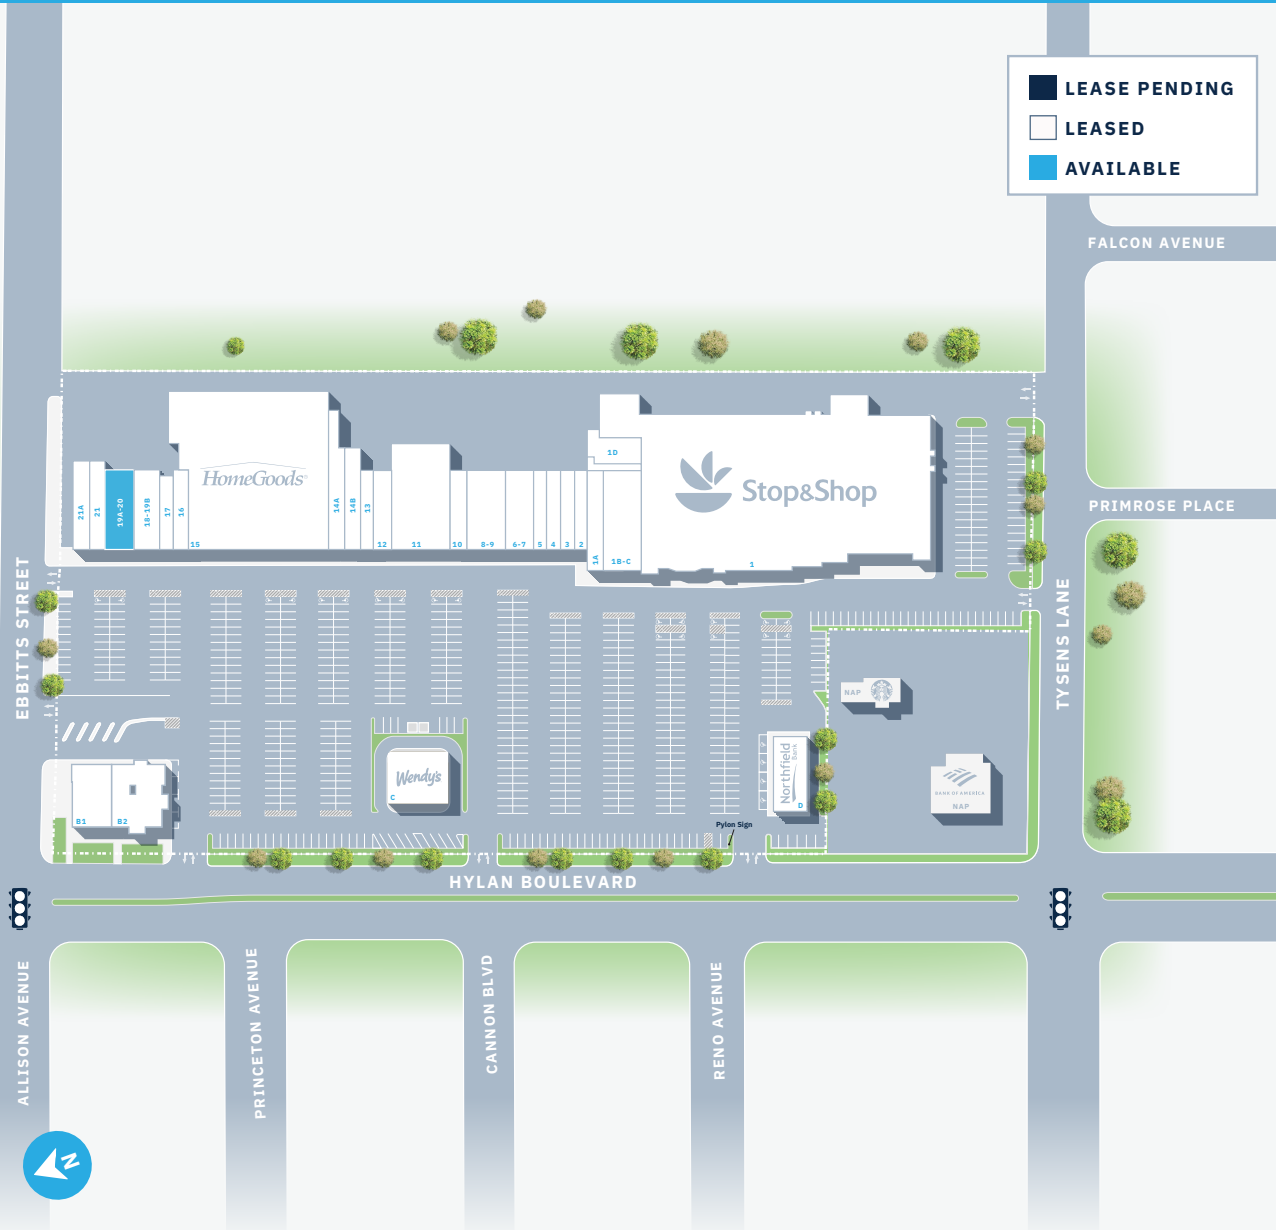 LEASE PENDING
LEASED
AVAILABLE
FALCON AVENUE
PRIMROSE PLACE
TYSENS LANE
EBBITTS STREET
HomeGoods
Stop&Shop
21A
21
19A-20
18-19B
17
16
15
14A
14B
13
12
11
10
8-9
6-7
5
4
3
2
1A
1B-C
1D
1
NAP
Northfield
Bank
D
BANK OF AMERICA
NAP
Wendy's
C
B1
B2
Pylon Sign
HYLAN BOULEVARD
ALLISON AVENUE
PRINCETON AVENUE
CANNON BLVD
RENO AVENUE
N